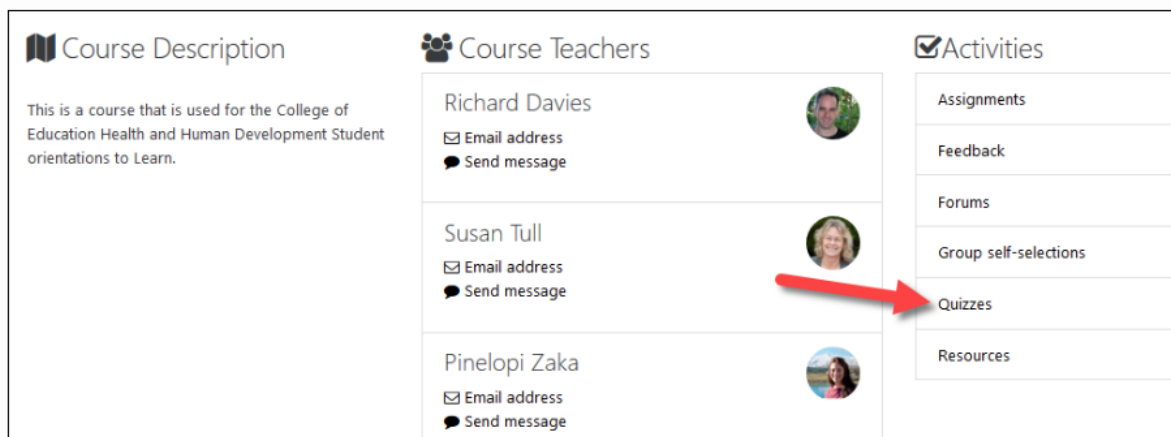 Course Description
This is a course that is used for the College of
Education Health and Human Development Student
orientations to Learn.
Course Teachers
Richard Davies
Email address
Send message
Susan Tull
Email address
Send message
Pinelopi Zaka
Email address
Send message
Activities
Assignments
Feedback
Forums
Group self-selections
Quizzes
Resources